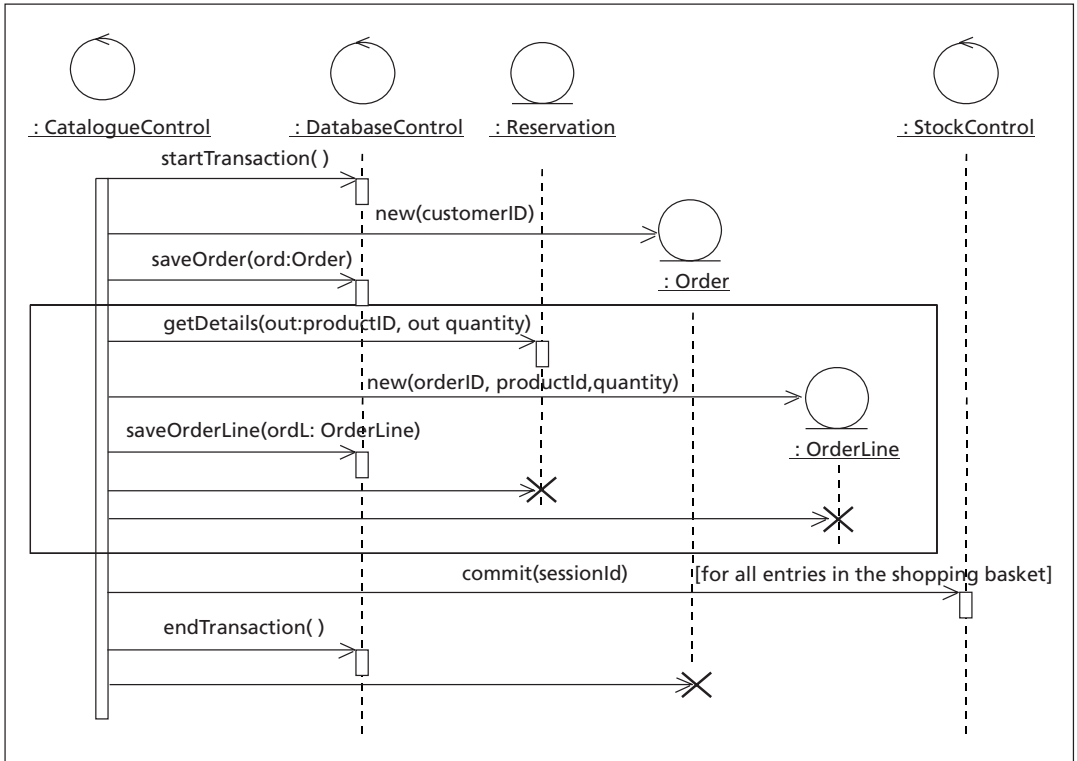 : CatalogueControl
: DatabaseControl
: Reservation
: StockControl
startTransaction( )
new(customerID)
saveOrder(ord:Order)
: Order
getDetails(out:productID, out quantity)
new(orderID, productId,quantity)
saveOrderLine(ordL: OrderLine)
: OrderLine
commit(sessionId)
[for all entries in the shopping basket]
endTransaction( )